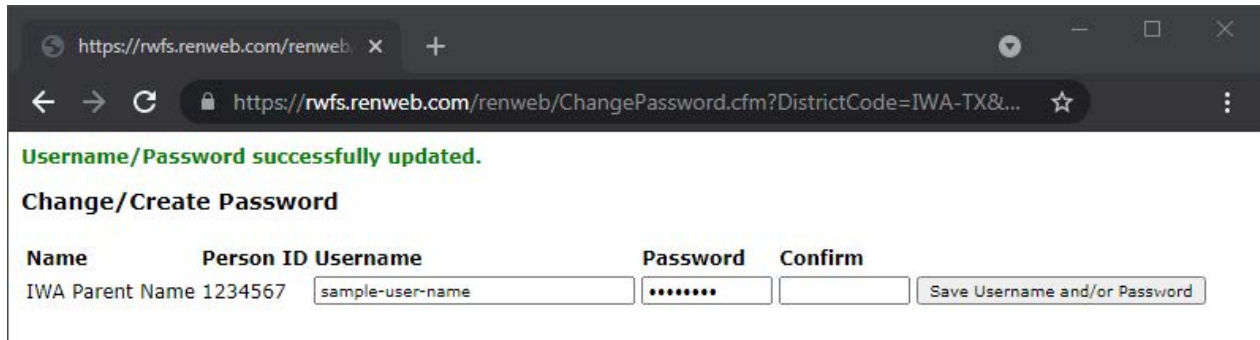 https://rwfs.renweb.com/renweb/
https://rwfs.renweb.com/renweb/ChangePassword.cfm?DistrictCode=IWA-TX&...
Username/Password successfully updated.
Change/Create Password
Name Person ID Username Password Confirm
IWA Parent Name 1234567 sample-user-name •••••••• Save Username and/or Password